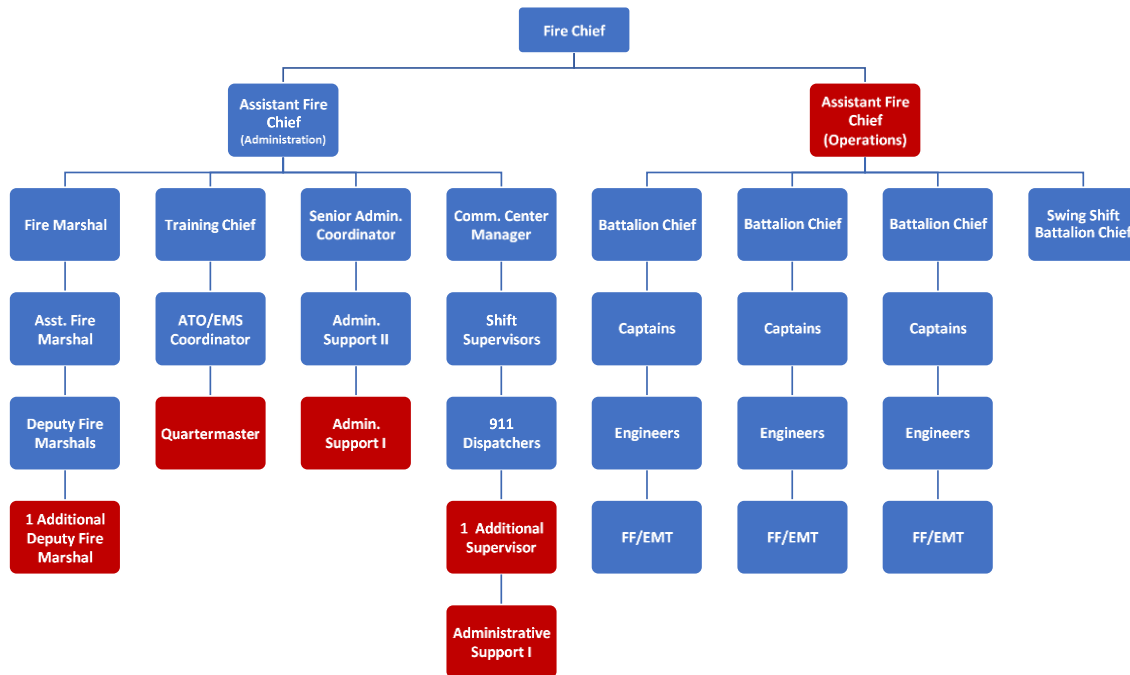 Fire Chief
Assistant Fire
Chief
(Administration)
Assistant Fire
Chief
(Operations)
Fire Marshal
Training Chief
Senior Admin.
Coordinator
Comm. Center
Manager
Battalion Chief
Battalion Chief
Battalion Chief
Swing Shift
Battalion Chief
Asst. Fire
Marshal
ATO/EMS
Coordinator
Admin.
Support II
Shift
Supervisors
Captains
Captains
Captains
Deputy Fire
Marshals
Quartermaster
Admin.
Support I
911
Dispatchers
Engineers
Engineers
Engineers
1 Additional
Deputy Fire
Marshal
1 Additional
Supervisor
FF/EMT
FF/EMT
FF/EMT
Administrative
Support I